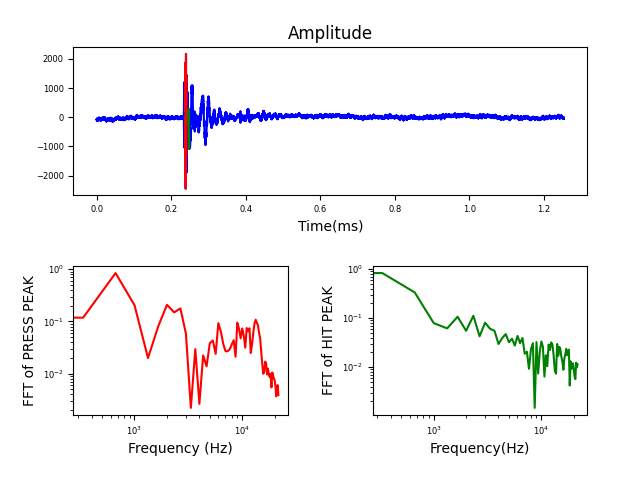 Amplitude
2000
1000
0
−1000
−2000
0.0 0.2 0.4 0.6 0.8 1.0 1.2
Time(ms)
FFT of PRESS PEAK
10⁰
10⁻¹
10⁻²
10³ 10⁴
Frequency (Hz)
FFT of HIT PEAK
10⁰
10⁻¹
10⁻²
10³ 10⁴
Frequency(Hz)